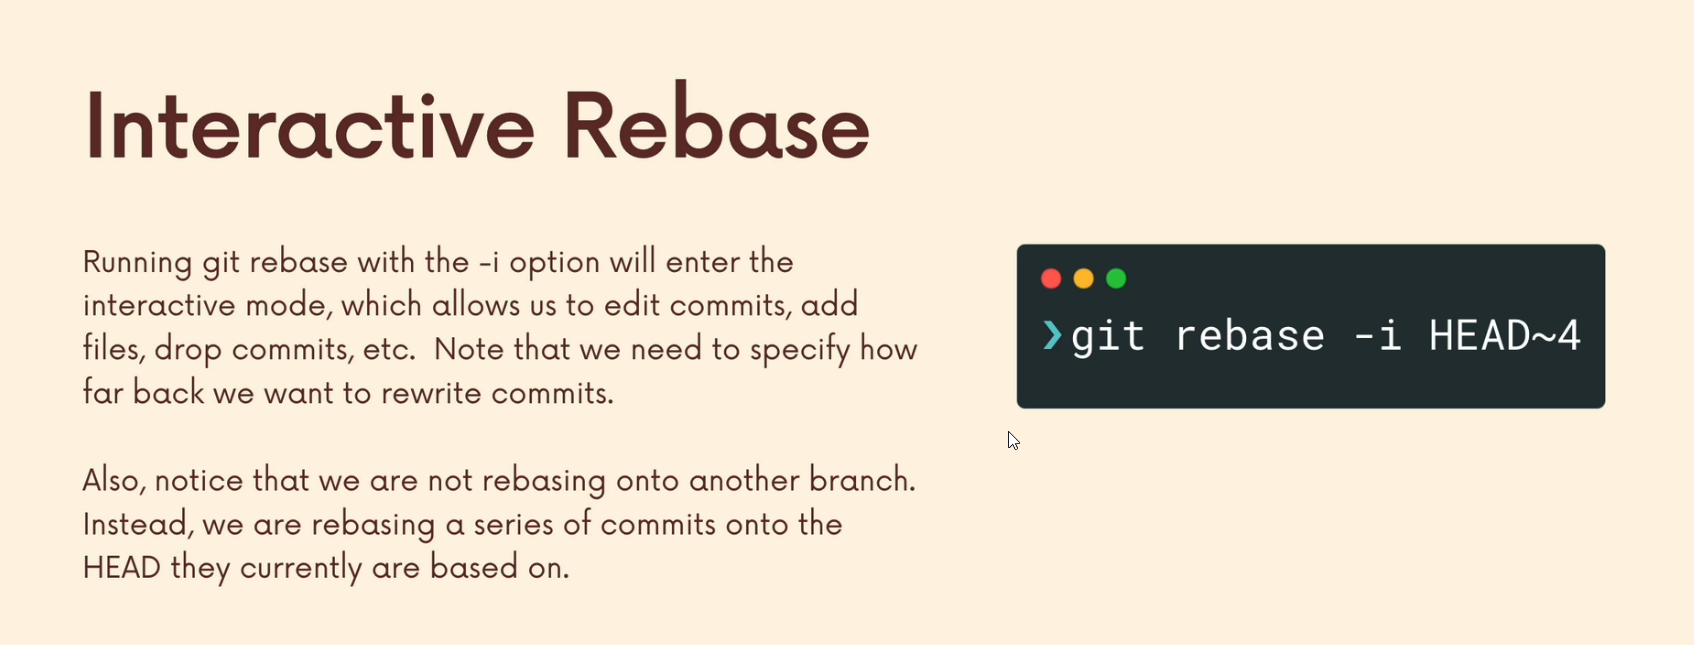 Interactive Rebase
Running git rebase with the -i option will enter the
interactive mode, which allows us to edit commits, add
files, drop commits, etc.  Note that we need to specify how
far back we want to rewrite commits.
Also, notice that we are not rebasing onto another branch.
Instead, we are rebasing a series of commits onto the
HEAD they currently are based on.
❯git rebase -i HEAD~4